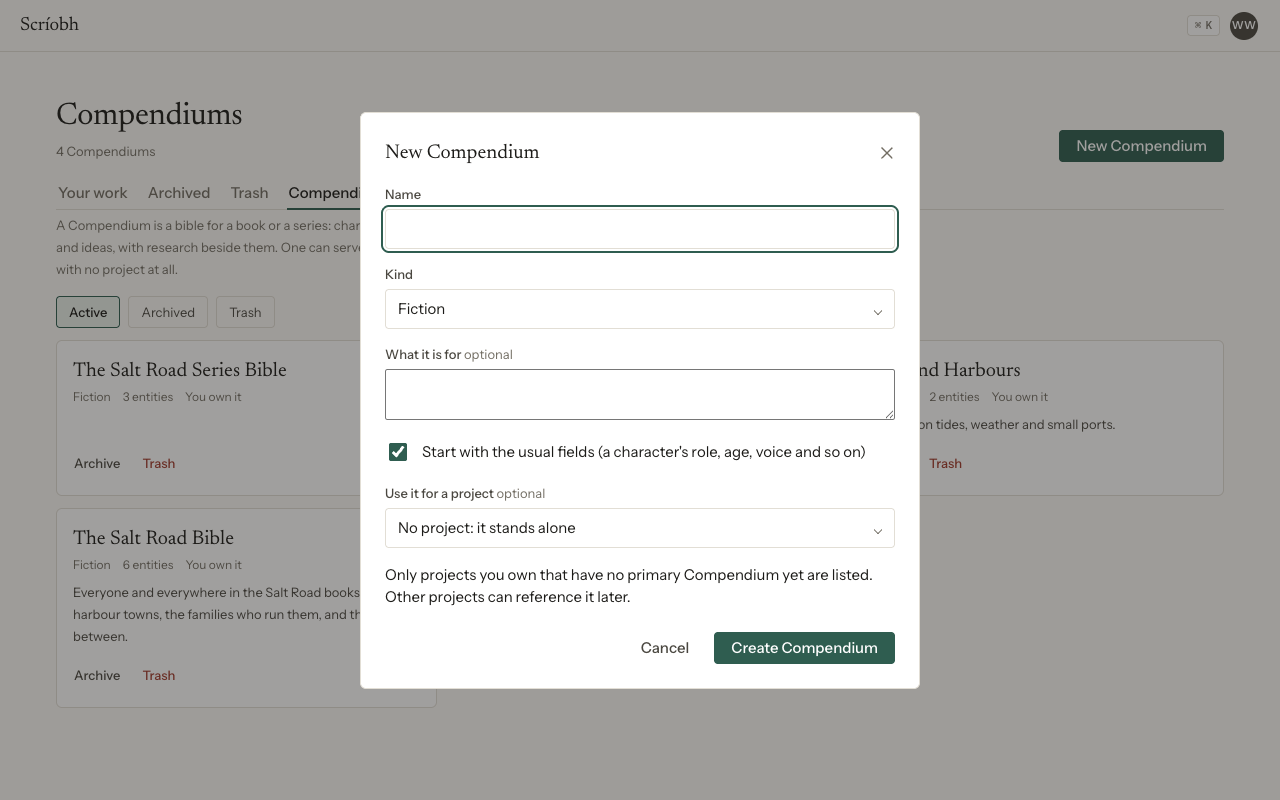 Scríobh
⌘ K
WW
Compendiums
4 Compendiums
New Compendium
Your work
Archived
Trash
Compendi
A Compendium is a bible for a book or a series: char
and ideas, with research beside them. One can serve
with no project at all.
Active
Archived
Trash
The Salt Road Series Bible
Fiction 3 entities You own it
Archive Trash
nd Harbours
2 entities You own it
on tides, weather and small ports.
Trash
The Salt Road Bible
Fiction 6 entities You own it
Everyone and everywhere in the Salt Road books
harbour towns, the families who run them, and th
between.
Archive Trash
New Compendium
Name
Kind
Fiction
What it is for optional
Start with the usual fields (a character's role, age, voice and so on)
Use it for a project optional
No project: it stands alone
Only projects you own that have no primary Compendium yet are listed.
Other projects can reference it later.
Cancel
Create Compendium